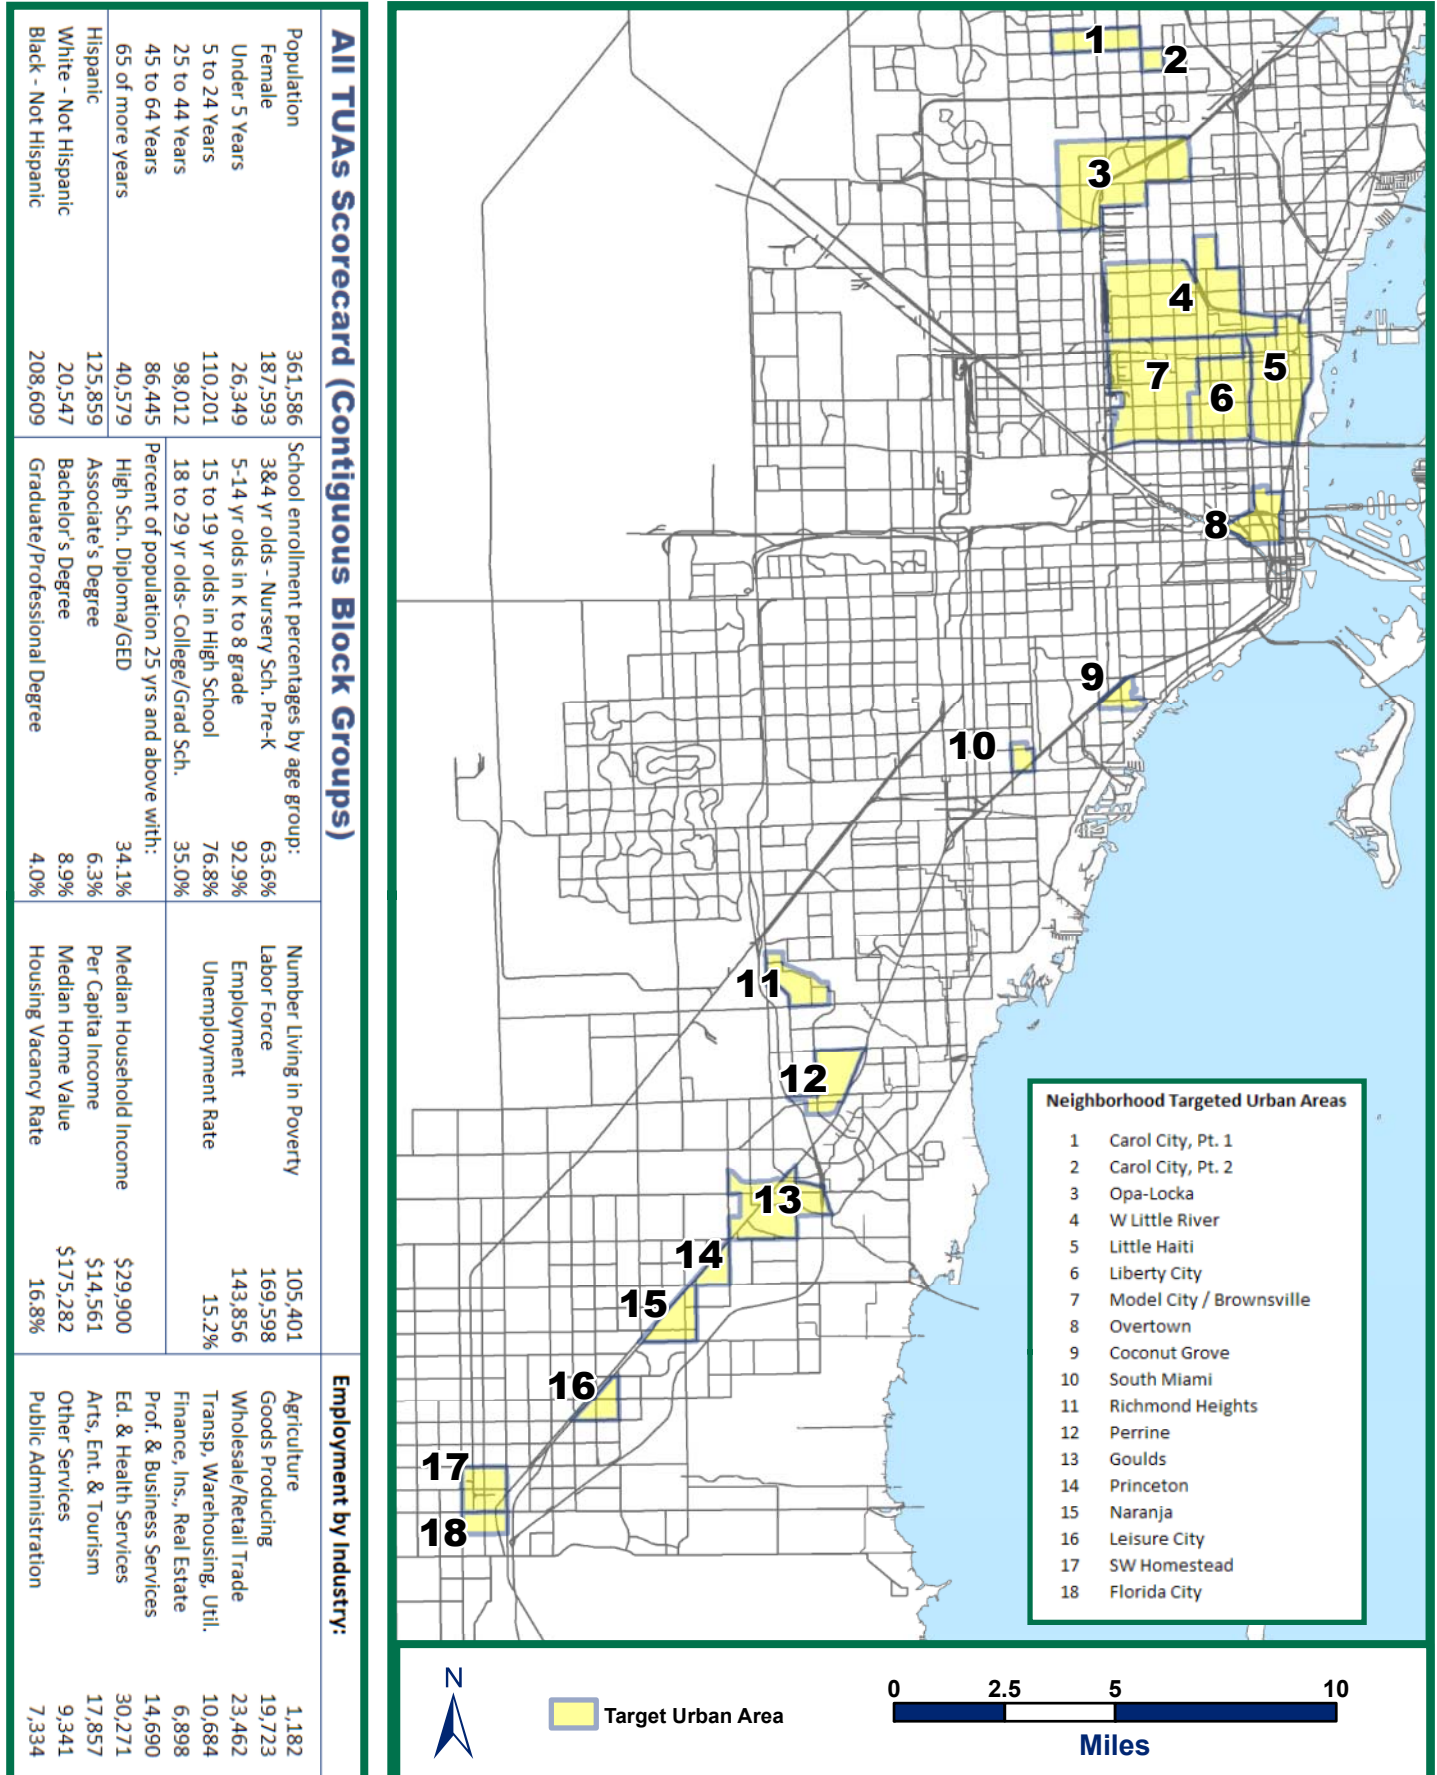 All TUAs Scorecard (Contiguous Block Groups)
Population 361,586
Female 187,593
Under 5 Years 26,349
5 to 24 Years 110,201
25 to 44 Years 98,012
45 to 64 Years 86,445
65 of more years 40,579
Hispanic 125,859
White - Not Hispanic 20,547
Black - Not Hispanic 208,609
School enrollment percentages by age group:
3&4 yr olds - Nursery Sch. Pre-K 63.6%
5-14 yr olds in K to 8 grade 92.9%
15 to 19 yr olds in High School 76.8%
18 to 29 yr olds- College/Grad Sch. 35.0%
Percent of population 25 yrs and above with:
High Sch. Diploma/GED 34.1%
Associate's Degree 6.3%
Bachelor's Degree 8.9%
Graduate/Professional Degree 4.0%
Number Living in Poverty 105,401
Labor Force 169,598
Employment 143,856
Unemployment Rate 15.2%
Median Household Income $29,900
Per Capita Income $14,561
Median Home Value $175,282
Housing Vacancy Rate 16.8%
Employment by Industry:
Agriculture 1,182
Goods Producing 19,723
Wholesale/Retail Trade 23,462
Transp, Warehousing, Util. 10,684
Finance, Ins., Real Estate 6,898
Prof. & Business Services 14,690
Ed. & Health Services 30,271
Arts, Ent. & Tourism 17,857
Other Services 9,341
Public Administration 7,334
1
2
3
4
5
7
6
8
9
10
11
12
13
14
15
16
17
18
Neighborhood Targeted Urban Areas
1 Carol City, Pt. 1
2 Carol City, Pt. 2
3 Opa-Locka
4 W Little River
5 Little Haiti
6 Liberty City
7 Model City / Brownsville
8 Overtown
9 Coconut Grove
10 South Miami
11 Richmond Heights
12 Perrine
13 Goulds
14 Princeton
15 Naranja
16 Leisure City
17 SW Homestead
18 Florida City
N
Target Urban Area
0 2.5 5 10
Miles